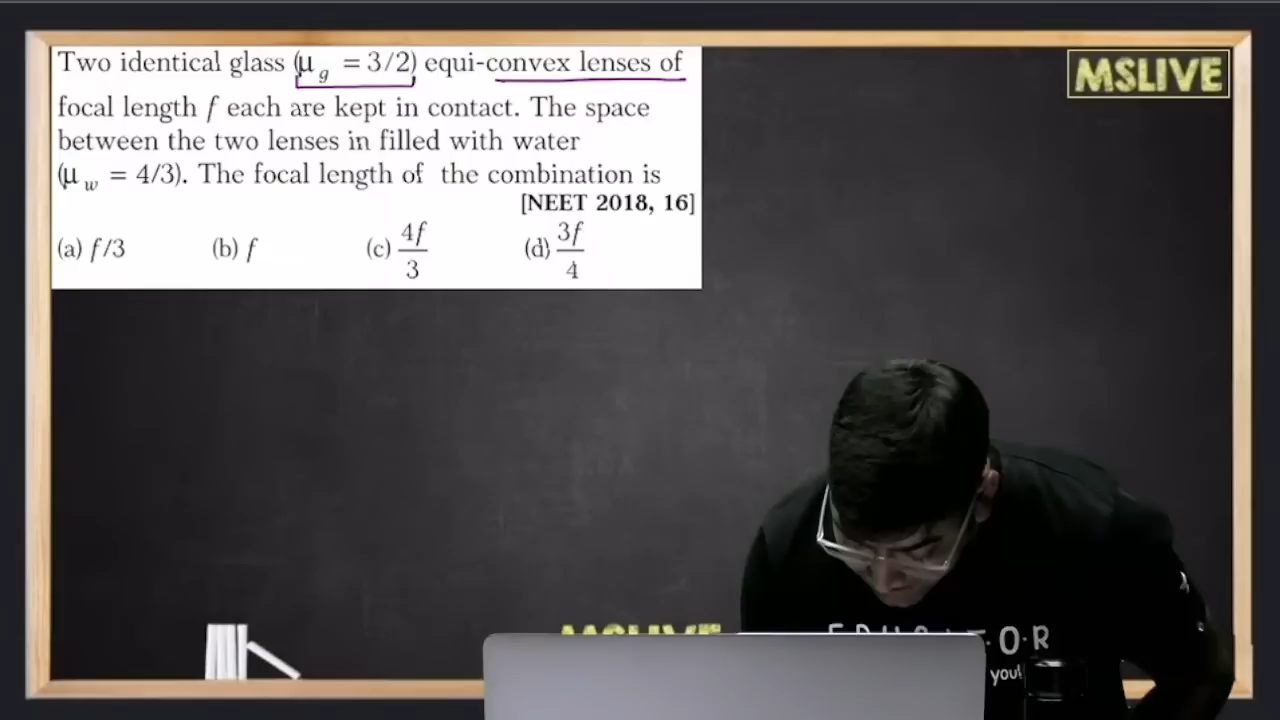 Two identical glass (μg = 3/2) equi-convex lenses of
focal length f each are kept in contact. The space
between the two lenses in filled with water
(μw = 4/3). The focal length of the combination is
[NEET 2018, 16]
(a) f/3 (b) f (c) 4f/3 (d) 3f/4
MSLIVE
MSLIVE
you!